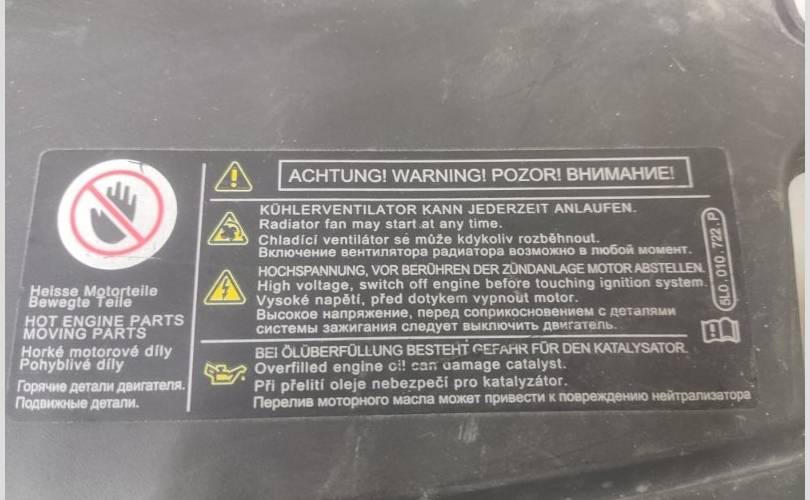 ACHTUNG! WARNING! POZOR! ВНИМАНИЕ!
KÜHLERVENTILATOR KANN JEDERZEIT ANLAUFEN.
Radiator fan may start at any time.
Chladící ventilátor sé může kdykoliv rozběhnout.
Включение вентилятора радиатора возможно в любой момент.
HOCHSPANNUNG, VOR BERÜHREN DER ZÜNDANLAGE MOTOR ABSTELLEN.
High voltage, switch off engine before touching ignition system.
Vysoké napětí, před dotykem vypnout motor.
Высокое напряжение, перед соприкосновением с деталями
системы зажигания следует выключить двигатель.
BEI ÖLÜBERFÜLLUNG BESTEHT GEFAHR FÜR DEN KATALYSATOR.
Overfilled engine oil can damage catalyst.
Při přelití oleje nebezpečí pro katalyzátor.
Перелив моторного масла может привести к повреждению нейтрализатора
Heisse Motorteile
Bewegte Teile
HOT ENGINE PARTS
MOVING PARTS
Horké motorové díly
Pohyblivé díly
Горячие детали двигателя.
Подвижные детали.
5L0.010.722.P